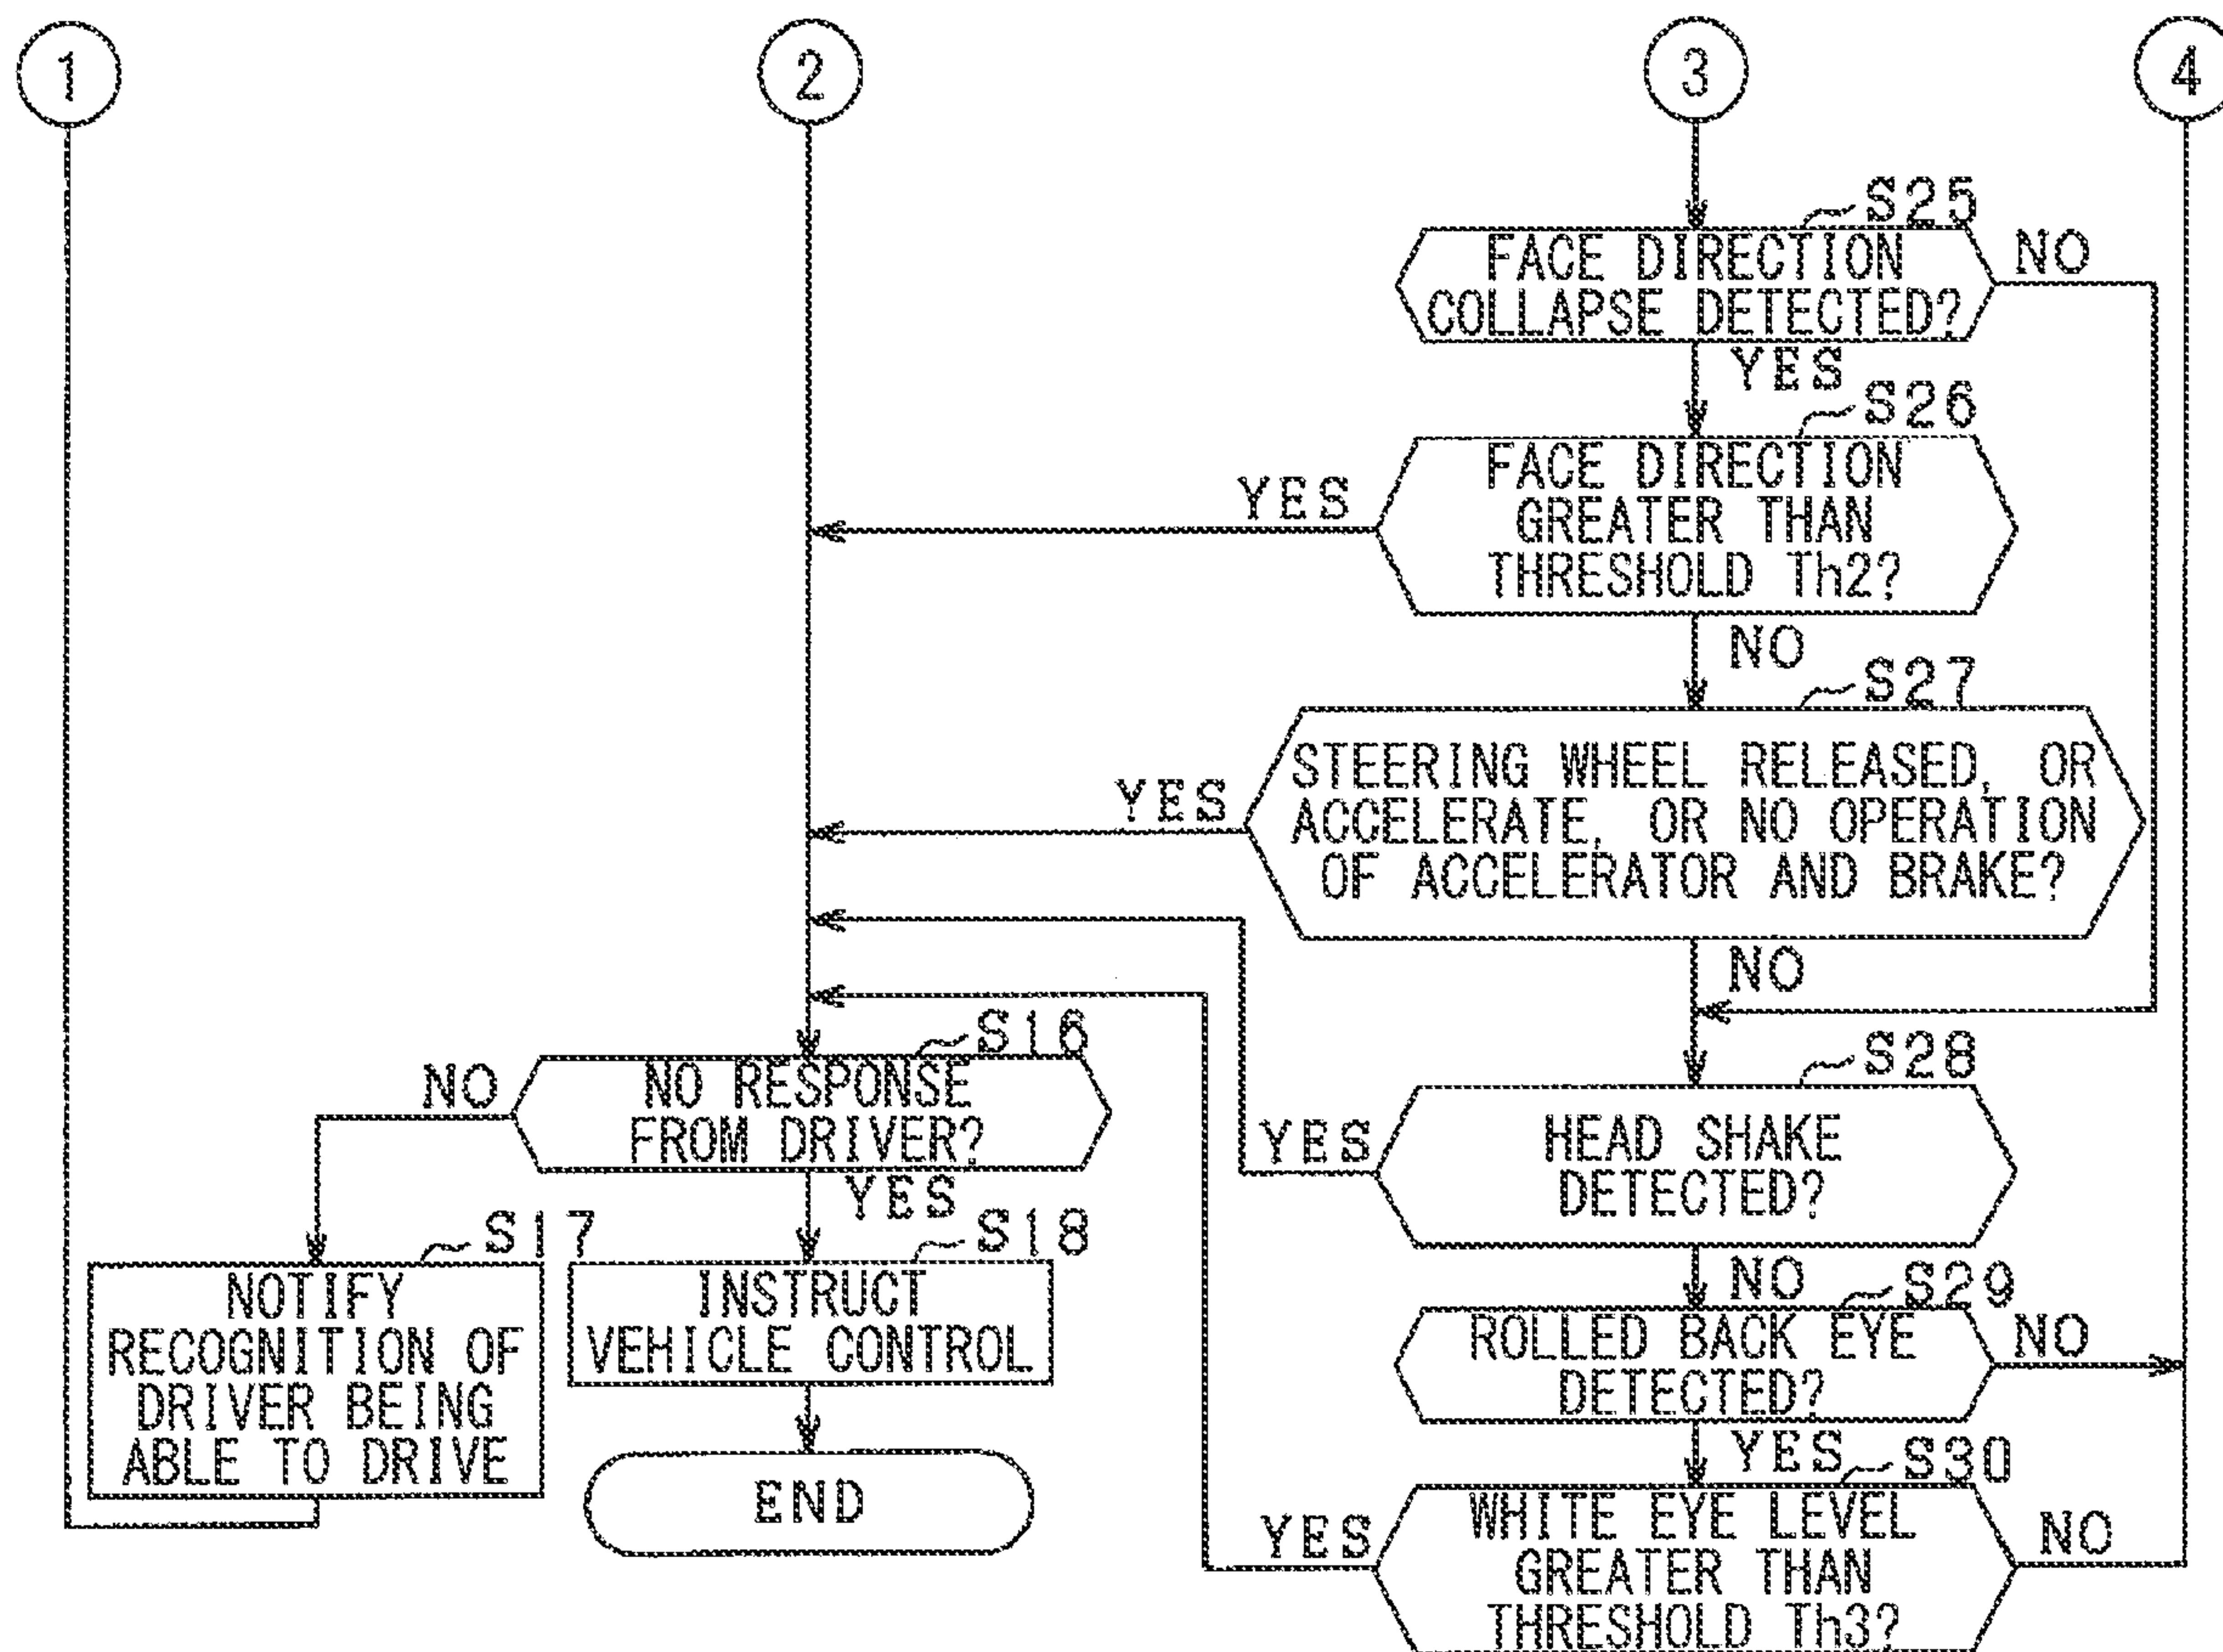 1
2
3
4
S25
FACE DIRECTION
COLLAPSE DETECTED?
NO
YES
S26
FACE DIRECTION
GREATER THAN
THRESHOLD Th2?
YES
NO
S27
STEERING WHEEL RELEASED, OR
ACCELERATE, OR NO OPERATION
OF ACCELERATOR AND BRAKE?
YES
NO
S16
NO RESPONSE
FROM DRIVER?
NO
YES
S28
HEAD SHAKE
DETECTED?
YES
NO
S17
NOTIFY
RECOGNITION OF
DRIVER BEING
ABLE TO DRIVE
S18
INSTRUCT
VEHICLE CONTROL
END
S29
ROLLED BACK EYE
DETECTED?
NO
YES
S30
WHITE EYE LEVEL
GREATER THAN
THRESHOLD Th3?
YES
NO